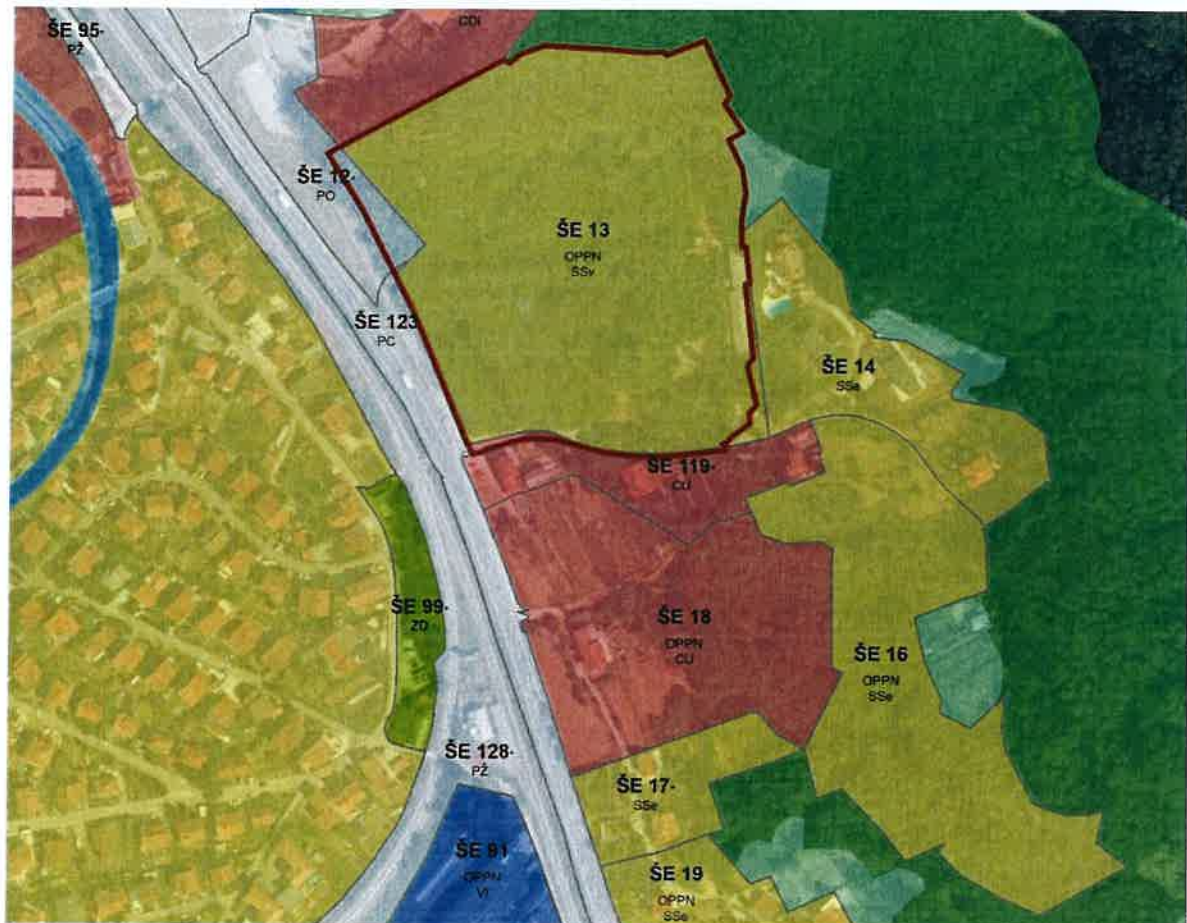 CDi
ŠE 95-
PŽ
ŠE 12-
PO
ŠE 13
OPPN
SSv
ŠE 123
PC
ŠE 14
SSe
ŠE 119-
CU
ŠE 99-
ZD
ŠE 18
OPPN
CU
ŠE 16
OPPN
SSe
ŠE 128-
PŽ
ŠE 17-
SSe
ŠE 81
OPPN
VI
ŠE 19
OPPN
SSe